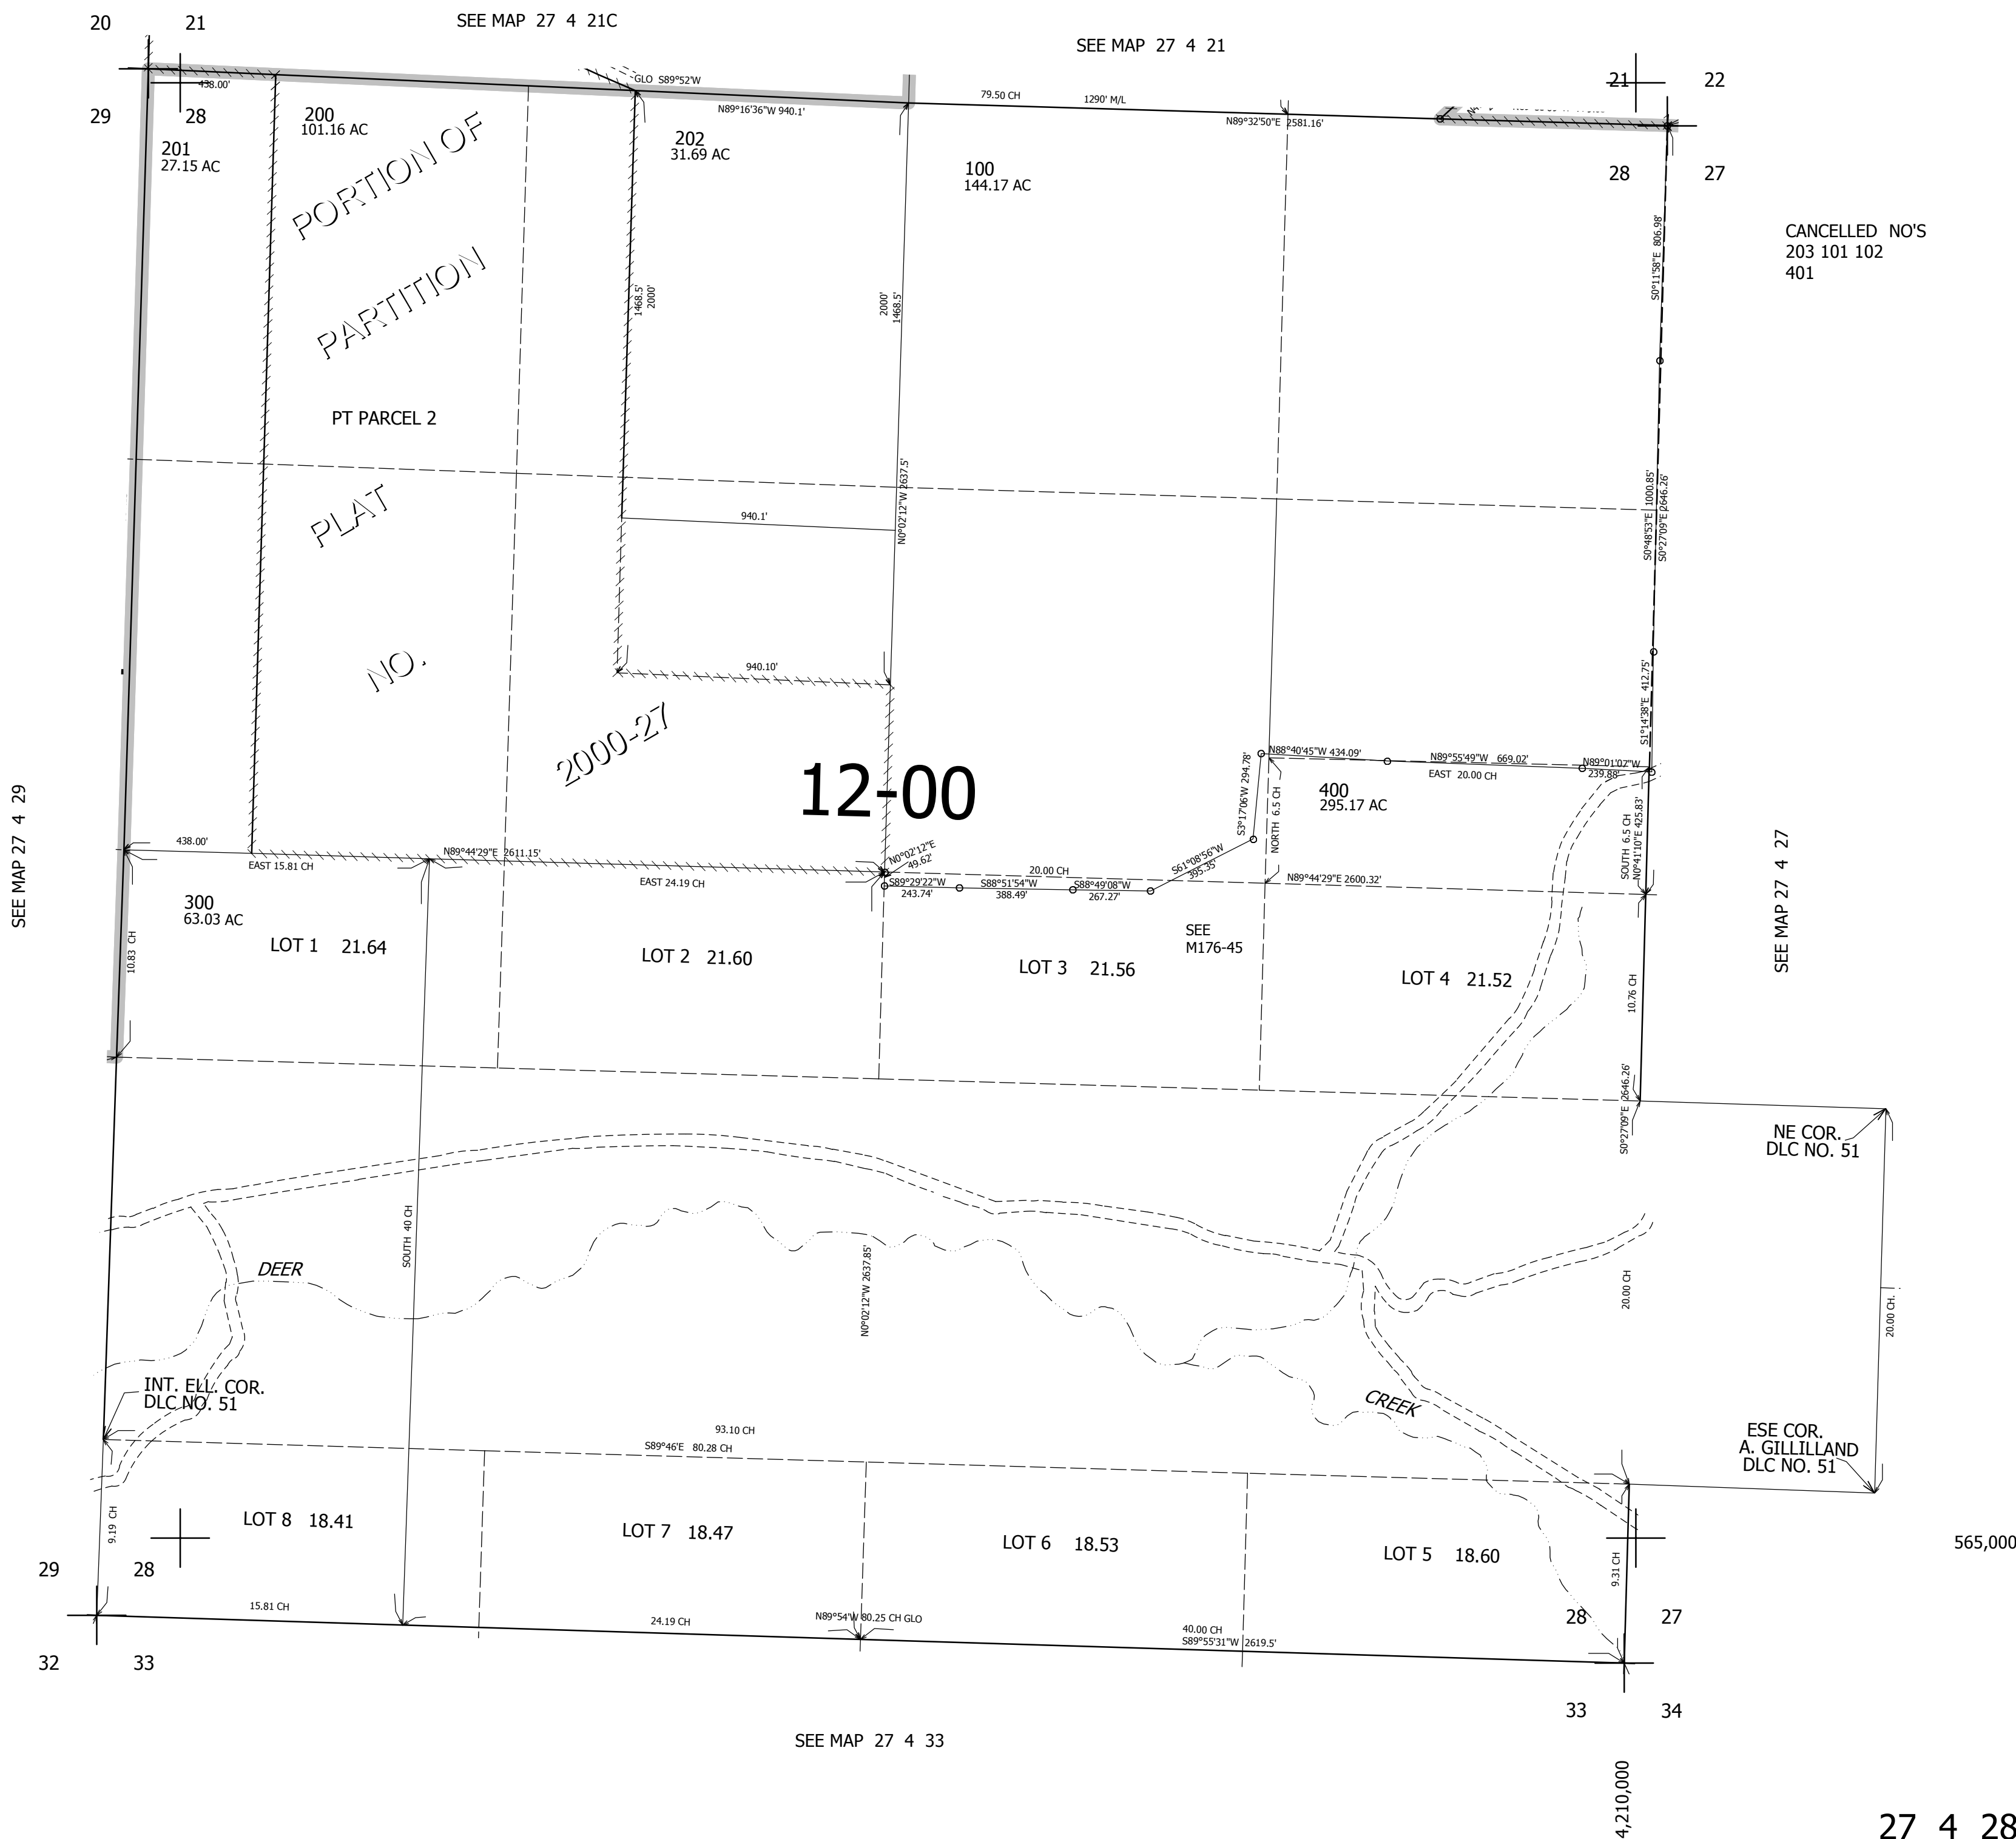 20
21
SEE MAP 27 4 21C
SEE MAP 27 4 21
21
22
29
28
438.00'
GLO S89°52'W
N89°16'36"W 940.1'
79.50 CH
1290' M/L
N89°32'50"E 2581.16'
28
27
200
101.16 AC
201
27.15 AC
202
31.69 AC
100
144.17 AC
CANCELLED NO'S
203 101 102
401
PORTION OF
PARTITION
PT PARCEL 2
PLAT
NO.
2000-27
1468.5'
2000'
2000'
1468.5'
N0°02'12"W 2637.5'
940.1'
940.10'
S0°11'58"E 806.98'
S0°48'53"E 1000.85'
S0°27'09"E 2646.26'
S1°14'38"E 412.75'
12-00
N88°40'45"W 434.09'
N89°55'49"W 669.02'
N89°01'02"W
239.88'
EAST 20.00 CH
400
295.17 AC
S3°17'06"W 294.78'
NORTH 6.5 CH
SOUTH 6.5 CH
N0°41'10"E 425.83'
SEE MAP 27 4 29
SEE MAP 27 4 27
438.00'
EAST 15.81 CH
N89°44'29"E 2611.15'
EAST 24.19 CH
N0°02'12"E
49.62'
20.00 CH
S61°08'56"W
395.35'
N89°44'29"E 2600.32'
S89°29'22"W
243.74'
S88°51'54"W
388.49'
S88°49'08"W
267.27'
300
63.03 AC
10.83 CH
LOT 1 21.64
LOT 2 21.60
LOT 3 21.56
SEE
M176-45
LOT 4 21.52
10.76 CH
S0°27'09"E 2646.26'
NE COR.
DLC NO. 51
SOUTH 40 CH
N0°02'12"W 2637.85'
DEER
20.00 CH
20.00 CH.
INT. ELL. COR.
DLC NO. 51
CREEK
93.10 CH
S89°46'E 80.28 CH
ESE COR.
A. GILLILLAND
DLC NO. 51
9.19 CH
LOT 8 18.41
LOT 7 18.47
LOT 6 18.53
LOT 5 18.60
9.31 CH
565,000
29
28
15.81 CH
24.19 CH
N89°54'W 80.25 CH GLO
40.00 CH
S89°55'31"W 2619.5'
28
27
32
33
33
34
SEE MAP 27 4 33
4,210,000
27 4 28